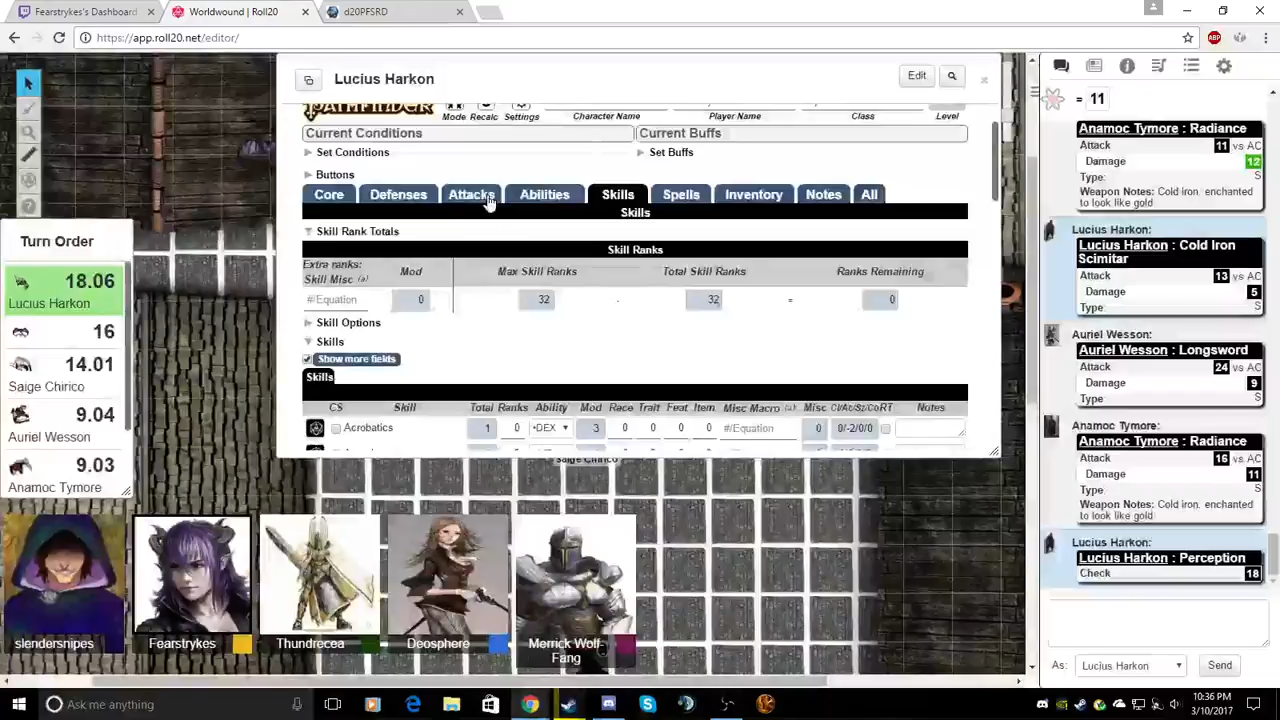 Fearstrykes's Dashboard
Worldwound | Roll20
d20PFSRD
https://app.roll20.net/editor/
Lucius Harkon
Edit
PATHFINDER
Mode Recalc Settings Character Name Player Name Class Level
Current Conditions Current Buffs
Set Conditions Set Buffs
Buttons
Core Defenses Attacks Abilities Skills Spells Inventory Notes All
Skills
Skill Rank Totals
Skill Ranks
Extra ranks:
Skill Misc (a) Mod Max Skill Ranks Total Skill Ranks Ranks Remaining
#/Equation 0 32 - 32 = 0
Skill Options
Skills
Show more fields
Skills
CS Skill Total Ranks Ability Mod Race Trait Feat Item Misc Macro (a) Misc RT Notes
Acrobatics 1 0 DEX 3 0 0 0 0 #/Equation 0 0/-2/0/0
Turn Order
18.06
Lucius Harkon
16
14.01
Saige Chirico
9.04
Auriel Wesson
9.03
Anamoc Tymore
Saige Chirico
slendersnipes
Fearstrykes
Thundrecea
Deosphere
Merrick Wolf-
Fang
= 11
Anamoc Tymore : Radiance
Attack 11 vs AC
Damage 12
Type: S
Weapon Notes: Cold iron, enchanted
to look like gold
Lucius Harkon:
Lucius Harkon : Cold Iron
Scimitar
Attack 13 vs AC
Damage 5
Type: S
Auriel Wesson:
Auriel Wesson : Longsword
Attack 24 vs AC
Damage 9
Anamoc Tymore:
Anamoc Tymore : Radiance
Attack 16 vs AC
Damage 11
Type: S
Weapon Notes: Cold iron, enchanted
to look like gold
Lucius Harkon:
Lucius Harkon : Perception
Check 18
As: Lucius Harkon Send
Ask me anything
10:36 PM
3/10/2017